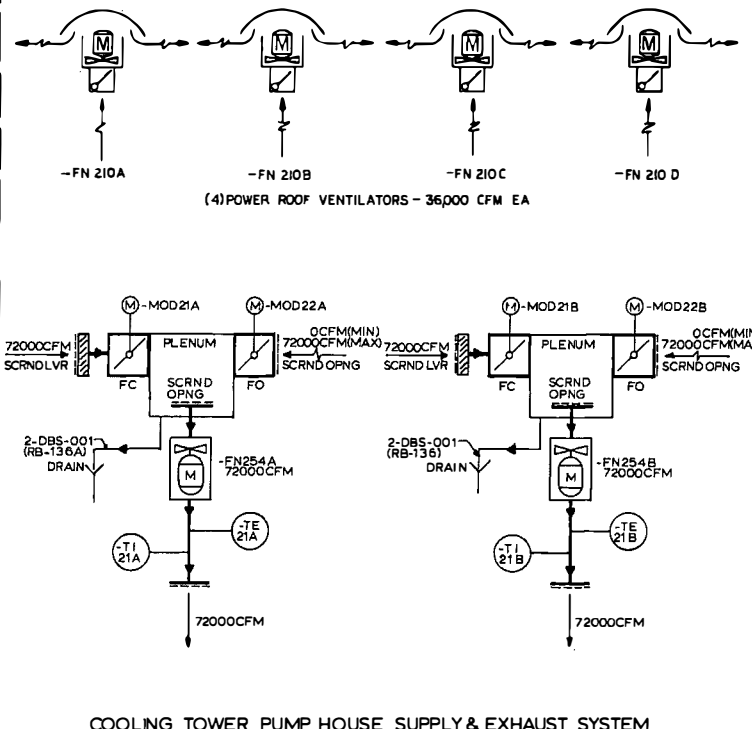 M M M M
-FN 210A -FN 210B -FN 210C -FN 210 D
(4)POWER ROOF VENTILATORS - 36,000 CFM EA
M -MOD21A M -MOD22A
72000CFM
SCRND LVR
PLENUM
0CFM(MIN)
72000CFM(MAX)
SCRND OPNG
FC
SCRND
OPNG
FO
2-DBS-001
(RB-136A)
DRAIN
-FN254A
72000CFM
M
-TE
21A
-TI
21A
72000CFM
M -MOD21B M -MOD22B
72000CFM
SCRND LVR
PLENUM
0CFM(MIN
72000CFM(MA
SCRND OPNG
FC
SCRND
OPNG
FO
2-DBS-001
(RB-136)
DRAIN
-FN254B
72000CFM
M
-TE
21B
-TI
21B
72000CFM
COOLING TOWER PUMP HOUSE SUPPLY & EXHAUST SYSTEM